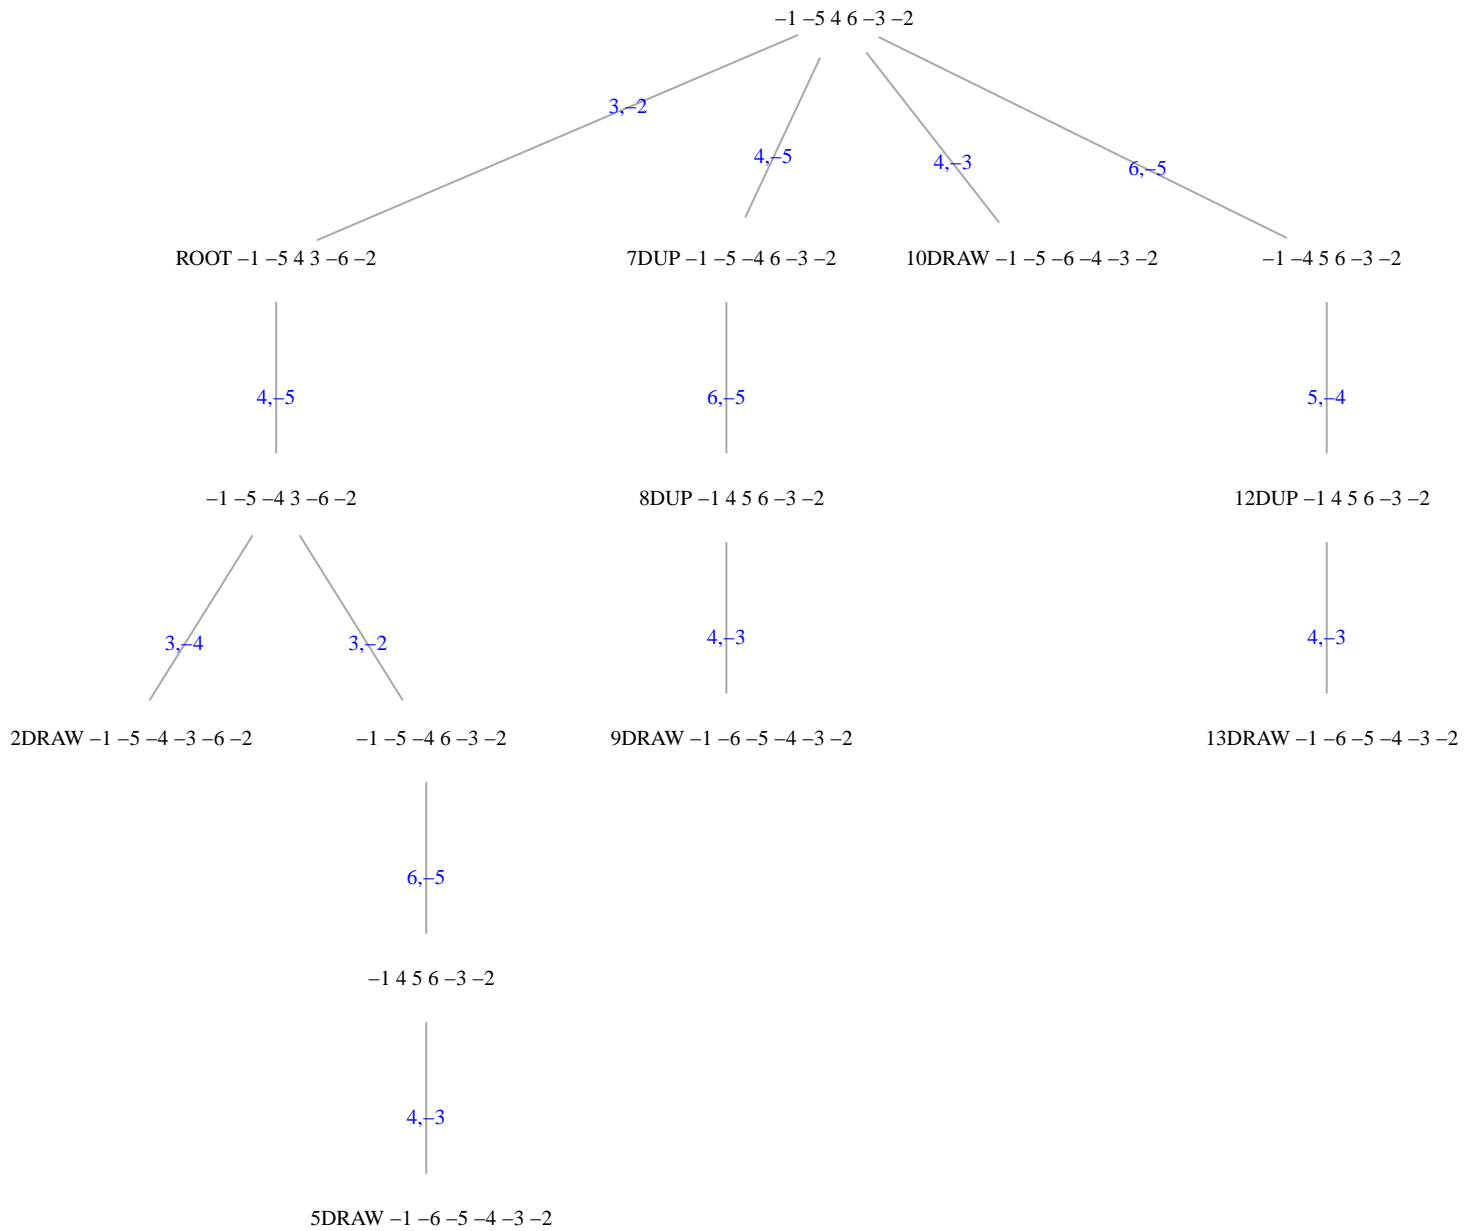 –1 –5 4 6 –3 –2
3,–2
4,–5
4,–3
6,–5
ROOT –1 –5 4 3 –6 –2
7DUP –1 –5 –4 6 –3 –2
10DRAW –1 –5 –6 –4 –3 –2
–1 –4 5 6 –3 –2
4,–5
6,–5
5,–4
–1 –5 –4 3 –6 –2
8DUP –1 4 5 6 –3 –2
12DUP –1 4 5 6 –3 –2
3,–4
3,–2
4,–3
4,–3
2DRAW –1 –5 –4 –3 –6 –2
–1 –5 –4 6 –3 –2
9DRAW –1 –6 –5 –4 –3 –2
13DRAW –1 –6 –5 –4 –3 –2
6,–5
–1 4 5 6 –3 –2
4,–3
5DRAW –1 –6 –5 –4 –3 –2